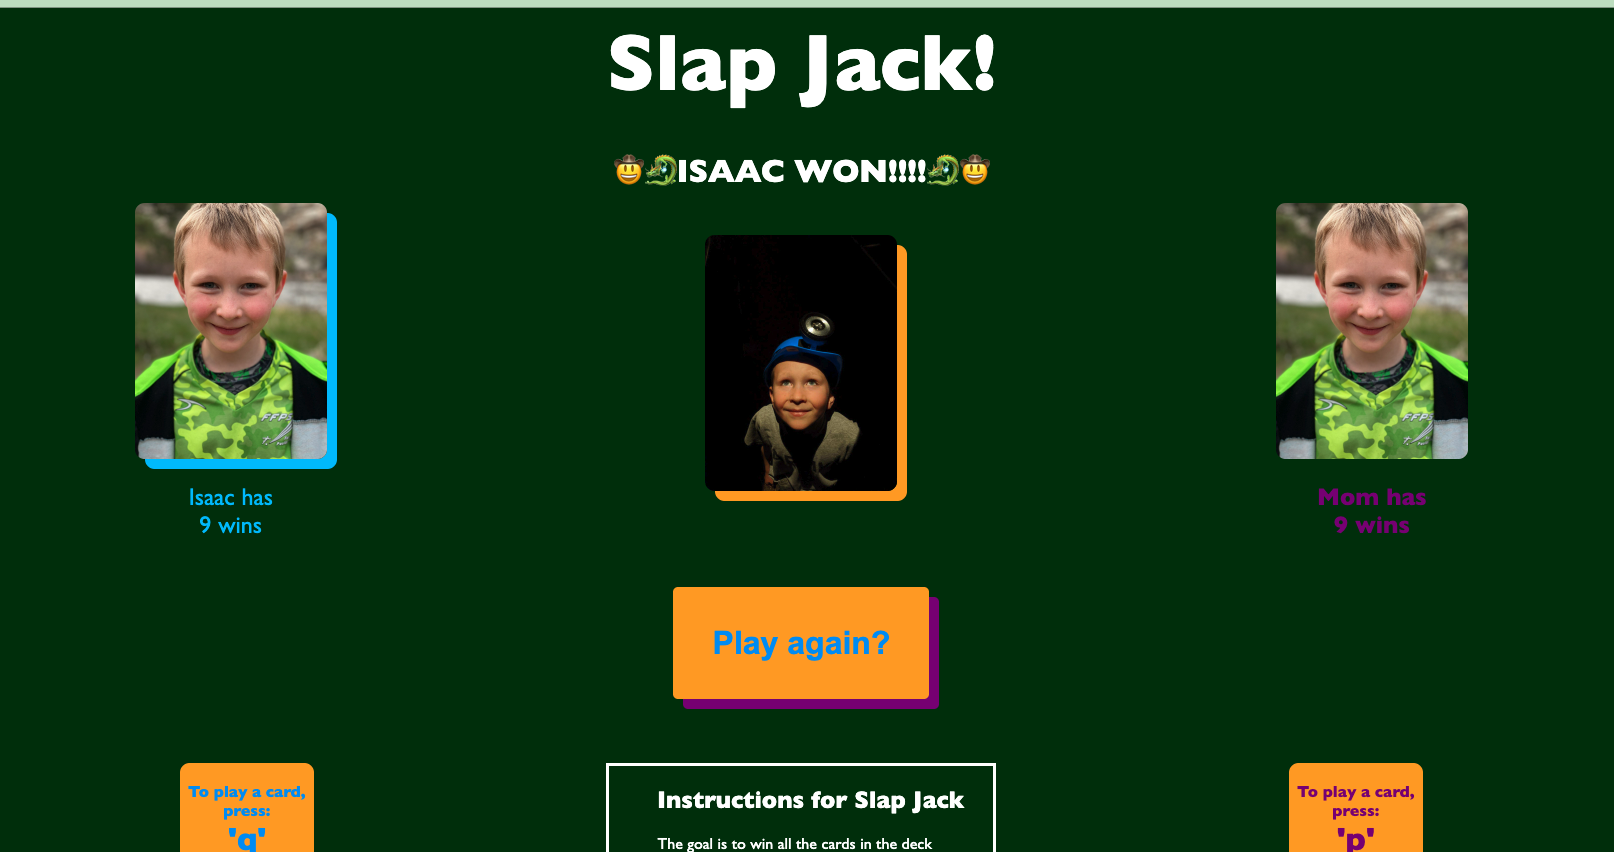 Slap Jack!
🤠🐉ISAAC WON!!!!🐉🤠
Isaac has
9 wins
Mom has
9 wins
Play again?
To play a card,
press:
'q'
Instructions for Slap Jack
The goal is to win all the cards in the deck
To play a card,
press:
'p'